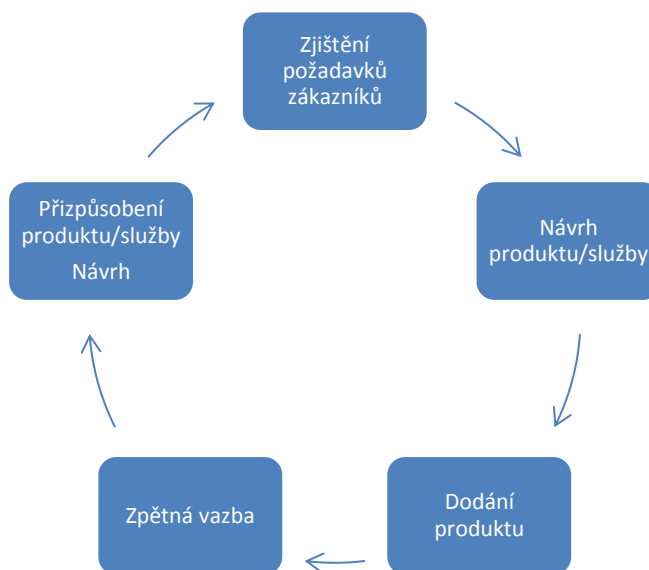 Zjištění
požadavků
zákazníků
Návrh
produktu/služby
Dodání
produktu
Zpětná vazba
Přizpůsobení
produktu/služby
Návrh